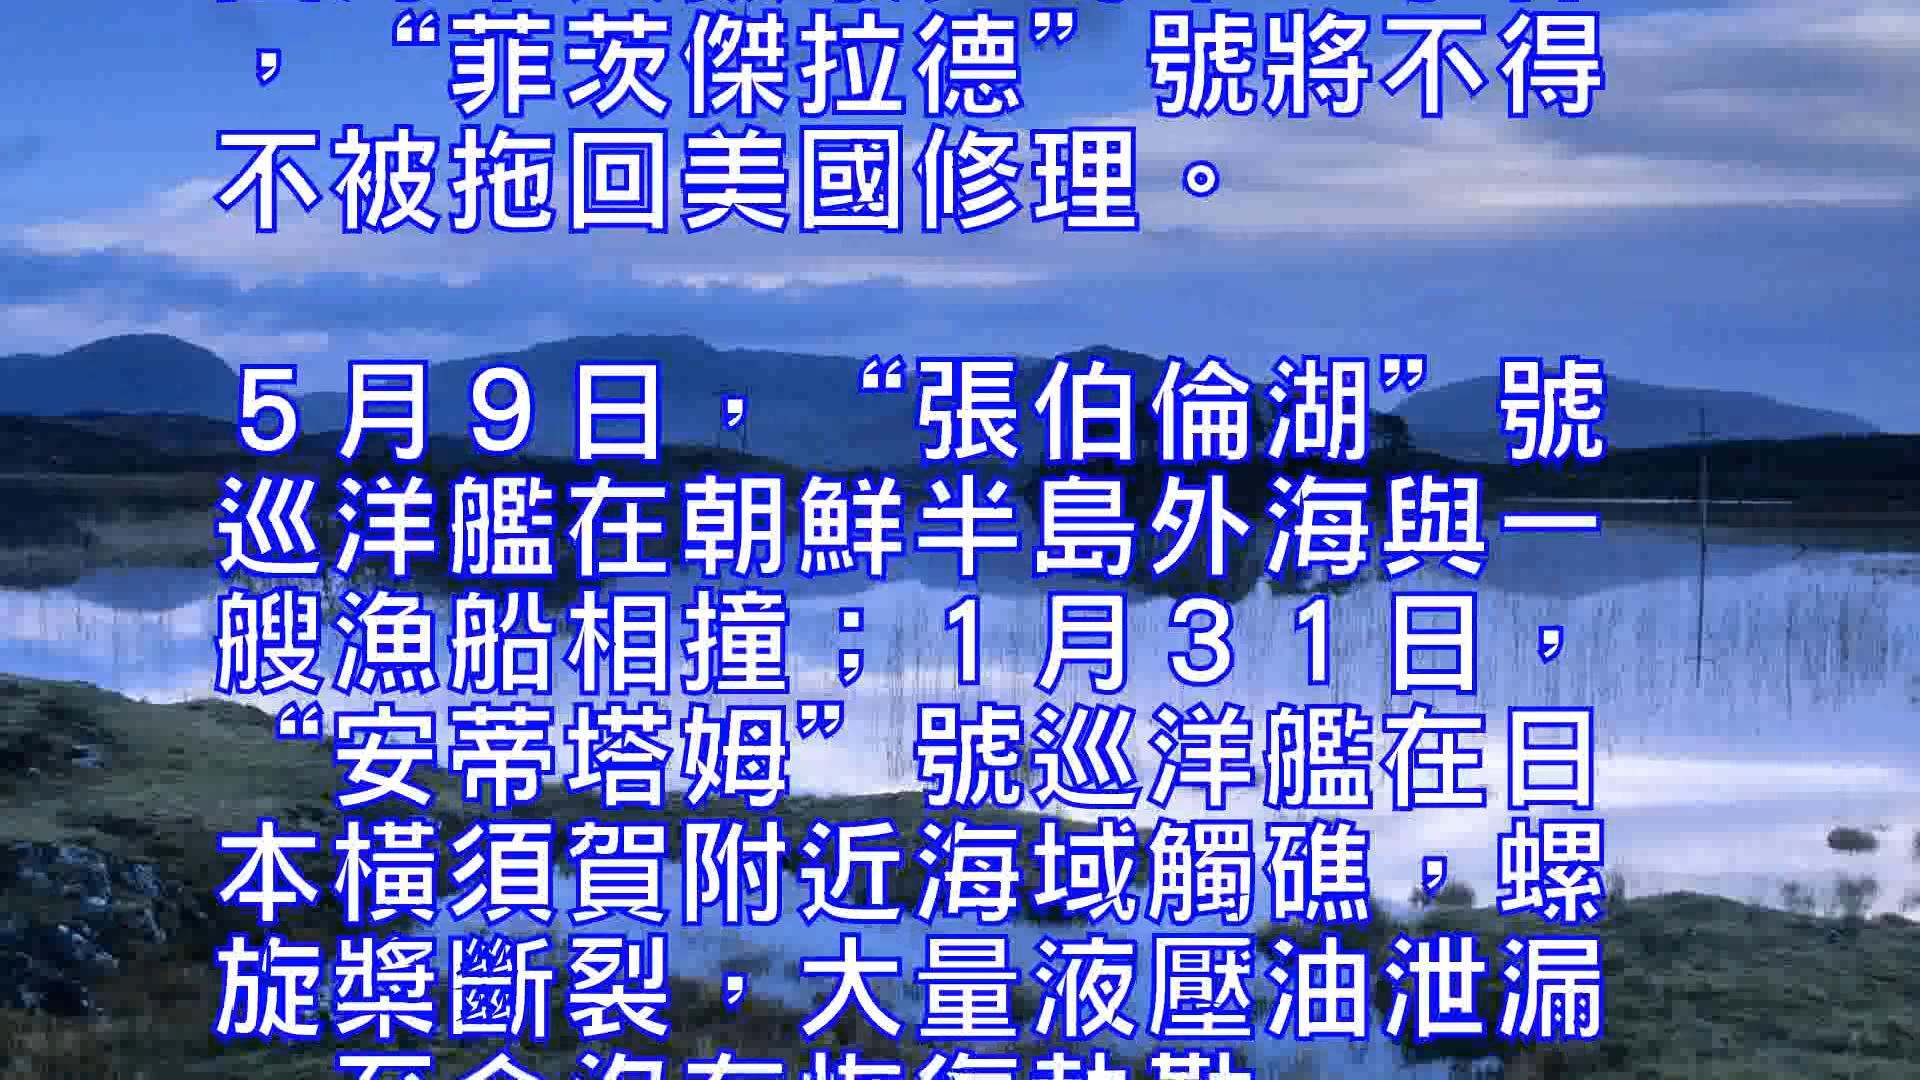 ，“菲茨傑拉德”號將不得
不被拖回美國修理。
５月９日，“張伯倫湖”號
巡洋艦在朝鮮半島外海與一
艘漁船相撞；１月３１日，
“安蒂塔姆”號巡洋艦在日
本橫須賀附近海域觸礁，螺
旋槳斷裂，大量液壓油泄漏